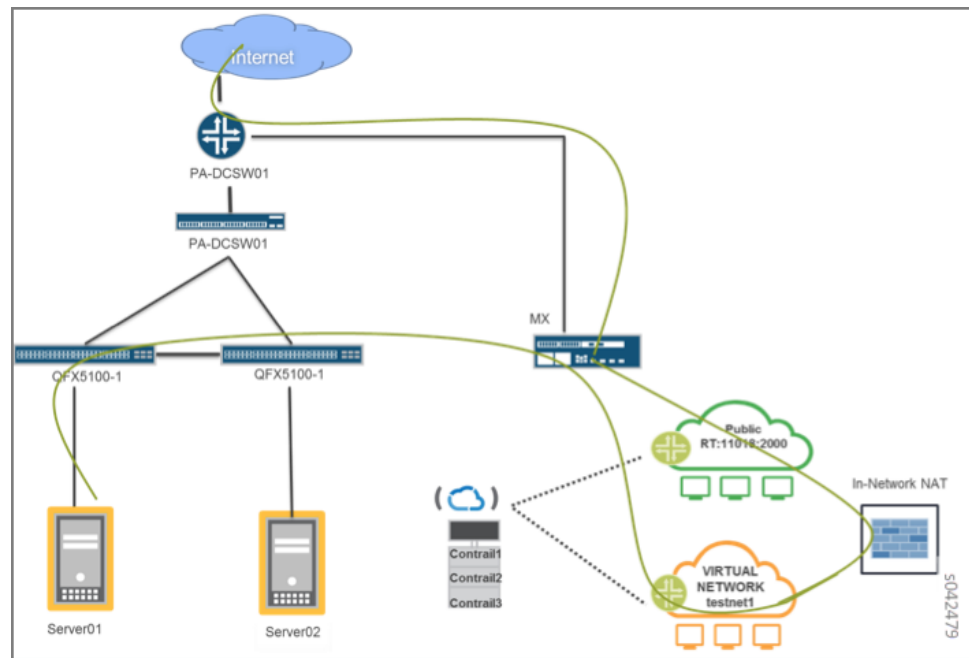 Internet
PA-DCSW01
PA-DCSW01
MX
QFX5100-1
QFX5100-1
Public
RT:11018:2000
In-Network NAT
Contrail1
Contrail2
Contrail3
VIRTUAL
NETWORK
testnet1
Server01
Server02
s042479